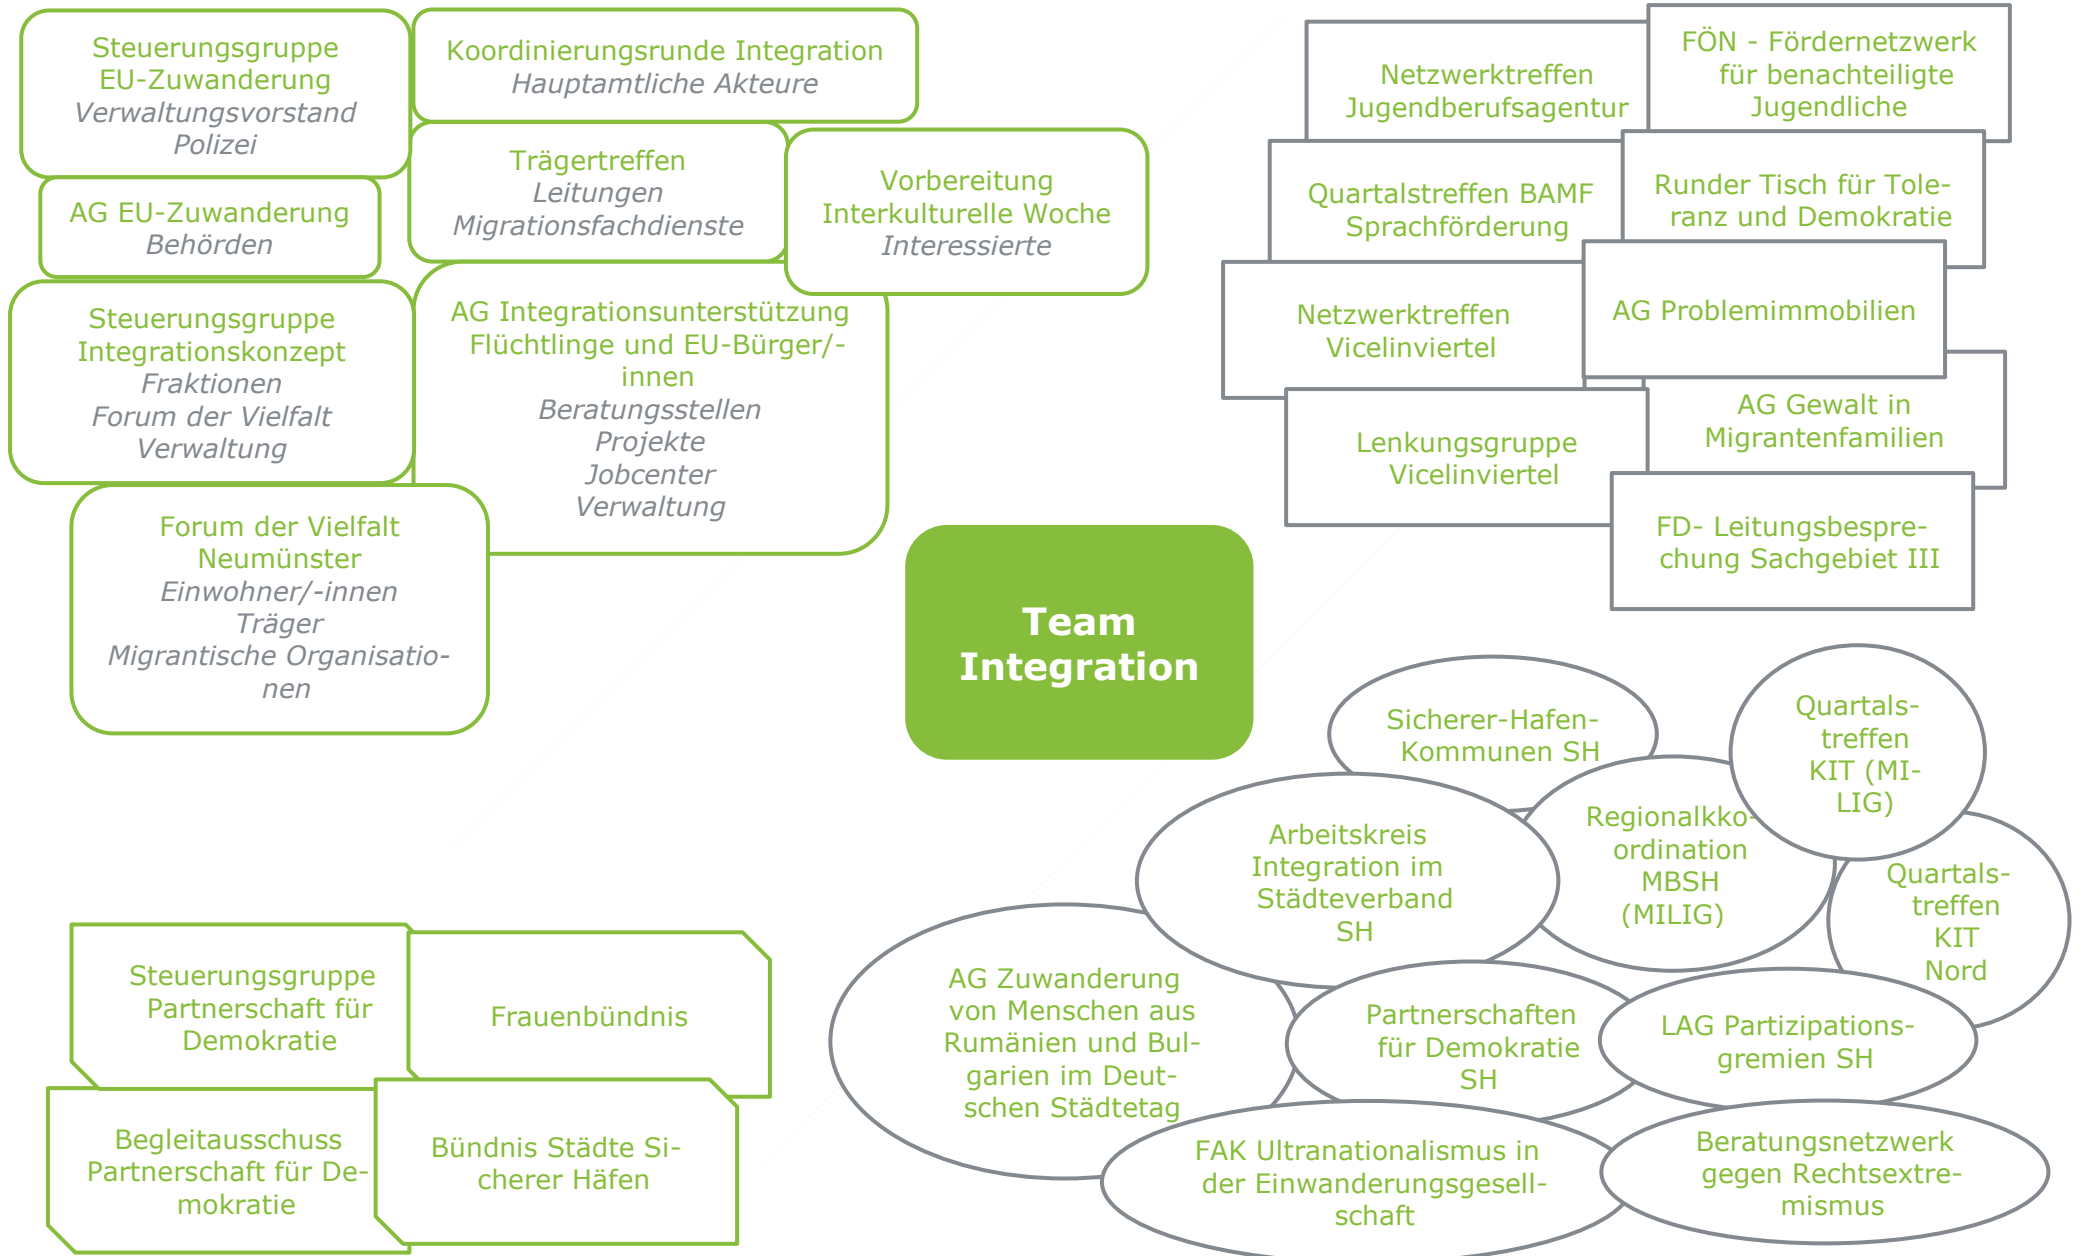 Steuerungsgruppe
EU-Zuwanderung
Verwaltungsvorstand
Polizei
Koordinierungsrunde Integration
Hauptamtliche Akteure
Trägertreffen
Leitungen
Migrationsfachdienste
Vorbereitung
Interkulturelle Woche
Interessierte
AG EU-Zuwanderung
Behörden
Steuerungsgruppe
Integrationskonzept
Fraktionen
Forum der Vielfalt
Verwaltung
AG Integrationsunterstützung
Flüchtlinge und EU-Bürger/-
innen
Beratungsstellen
Projekte
Jobcenter
Verwaltung
Forum der Vielfalt
Neumünster
Einwohner/-innen
Träger
Migrantische Organisatio-
nen
Netzwerktreffen
Jugendberufsagentur
FÖN - Fördernetzwerk
für benachteiligte
Jugendliche
Quartalstreffen BAMF
Sprachförderung
Runder Tisch für Tole-
ranz und Demokratie
Netzwerktreffen
Vicelinviertel
AG Problemimmobilien
Lenkungsgruppe
Vicelinviertel
AG Gewalt in
Migrantenfamilien
FD- Leitungsbespre-
chung Sachgebiet III
Team
Integration
Steuerungsgruppe
Partnerschaft für
Demokratie
Frauenbündnis
Begleitausschuss
Partnerschaft für De-
mokratie
Bündnis Städte Si-
cherer Häfen
Sicherer-Hafen-
Kommunen SH
Quartals-
treffen
KIT (MI-
LIG)
Arbeitskreis
Integration im
Städteverband
SH
Regionalkko-
ordination
MBSH
(MILIG)
Quartals-
treffen
KIT
Nord
AG Zuwanderung
von Menschen aus
Rumänien und Bul-
garien im Deut-
schen Städtetag
Partnerschaften
für Demokratie
SH
LAG Partizipations-
gremien SH
FAK Ultranationalismus in
der Einwanderungsgesell-
schaft
Beratungsnetzwerk
gegen Rechtsextre-
mismus